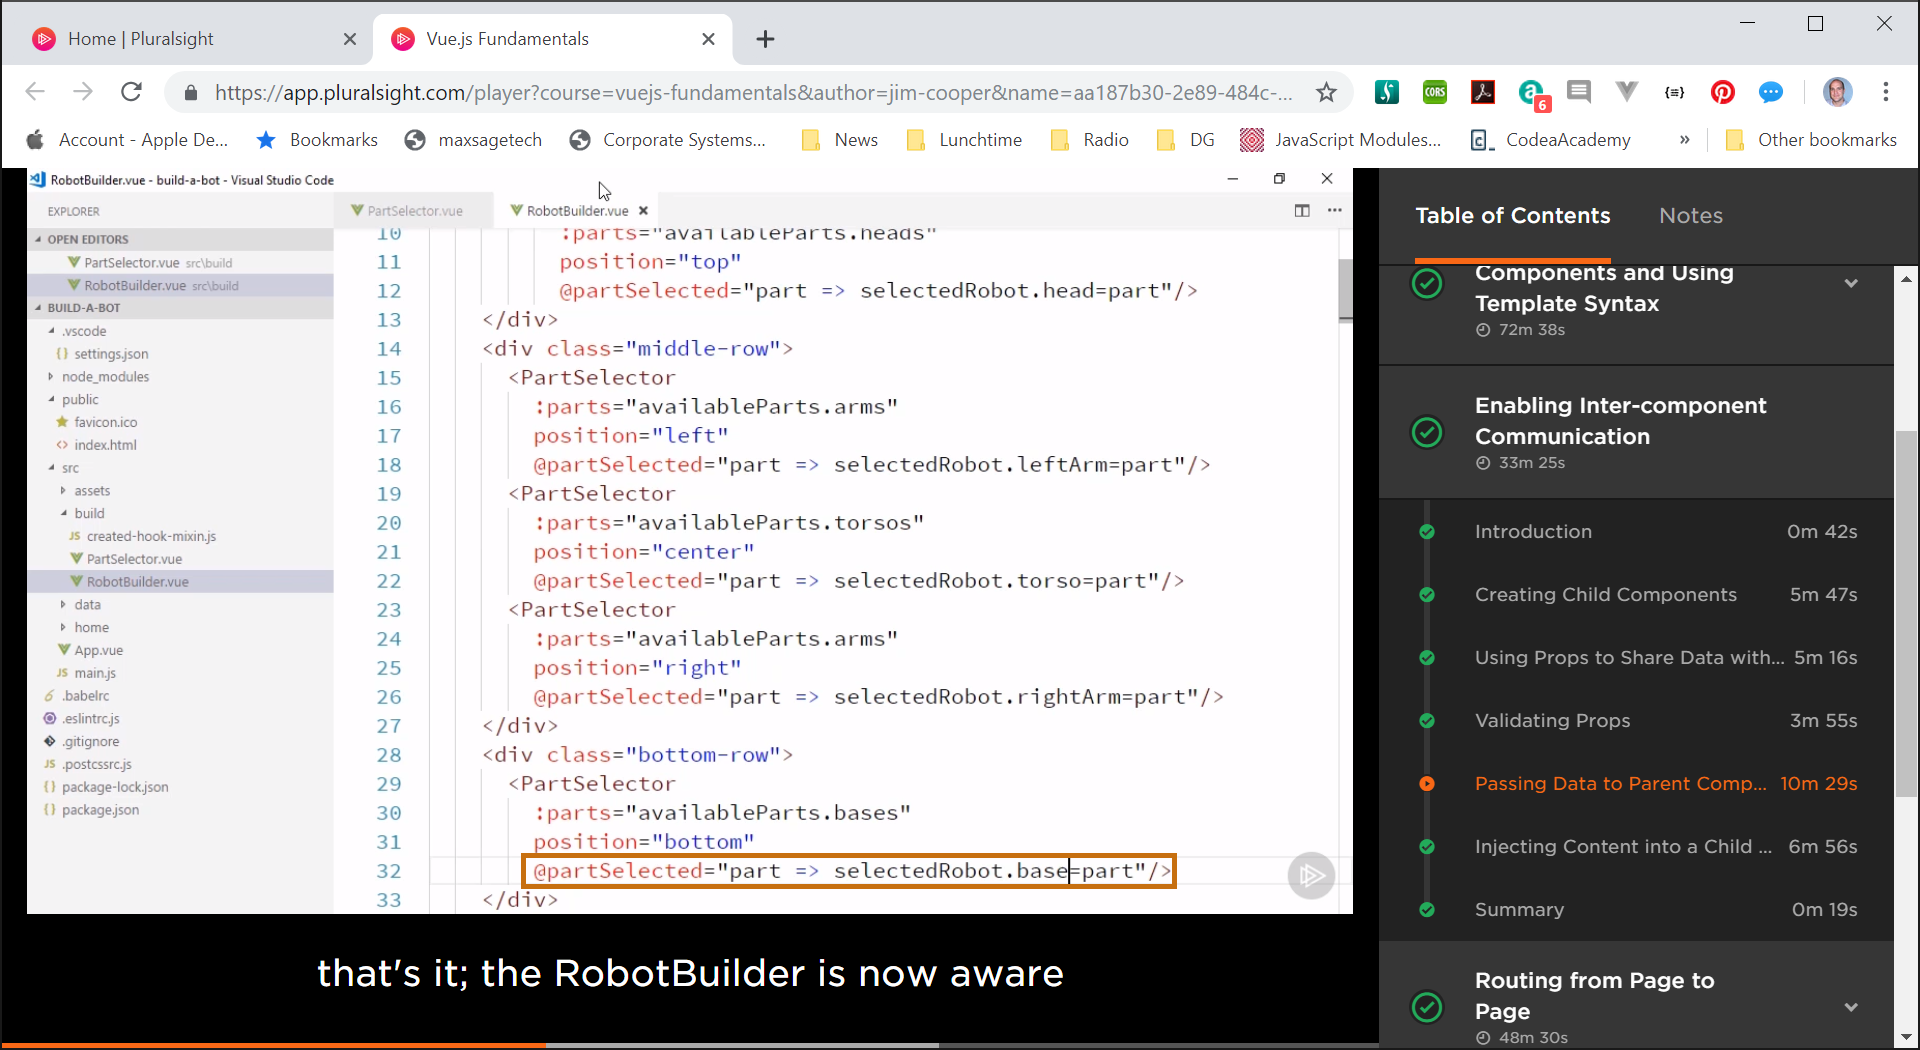 Home | Pluralsight
Vue.js Fundamentals
https://app.pluralsight.com/player?course=vuejs-fundamentals&author=jim-cooper&name=aa187b30-2e89-484c-...
CORS
6
{≡}
Account - Apple De...
Bookmarks
maxsagetech
Corporate Systems...
News
Lunchtime
Radio
DG
JavaScript Modules...
CodeaAcademy
»
Other bookmarks
RobotBuilder.vue - build-a-bot - Visual Studio Code
EXPLORER
OPEN EDITORS
PartSelector.vue src\build
RobotBuilder.vue src\build
BUILD-A-BOT
.vscode
{} settings.json
node_modules
public
favicon.ico
<> index.html
src
assets
build
JS created-hook-mixin.js
PartSelector.vue
RobotBuilder.vue
data
home
App.vue
JS main.js
.babelrc
.eslintrc.js
.gitignore
JS .postcssrc.js
{} package-lock.json
{} package.json
PartSelector.vue
RobotBuilder.vue
10 :parts="availableParts.heads"
11 position="top"
12 @partSelected="part => selectedRobot.head=part"/>
13 </div>
14 <div class="middle-row">
15 <PartSelector
16 :parts="availableParts.arms"
17 position="left"
18 @partSelected="part => selectedRobot.leftArm=part"/>
19 <PartSelector
20 :parts="availableParts.torsos"
21 position="center"
22 @partSelected="part => selectedRobot.torso=part"/>
23 <PartSelector
24 :parts="availableParts.arms"
25 position="right"
26 @partSelected="part => selectedRobot.rightArm=part"/>
27 </div>
28 <div class="bottom-row">
29 <PartSelector
30 :parts="availableParts.bases"
31 position="bottom"
32 @partSelected="part => selectedRobot.base=part"/>
33 </div>
that's it; the RobotBuilder is now aware
Table of Contents
Notes
Components and Using
Template Syntax
72m 38s
Enabling Inter-component
Communication
33m 25s
Introduction 0m 42s
Creating Child Components 5m 47s
Using Props to Share Data with... 5m 16s
Validating Props 3m 55s
Passing Data to Parent Comp... 10m 29s
Injecting Content into a Child ... 6m 56s
Summary 0m 19s
Routing from Page to
Page
48m 30s